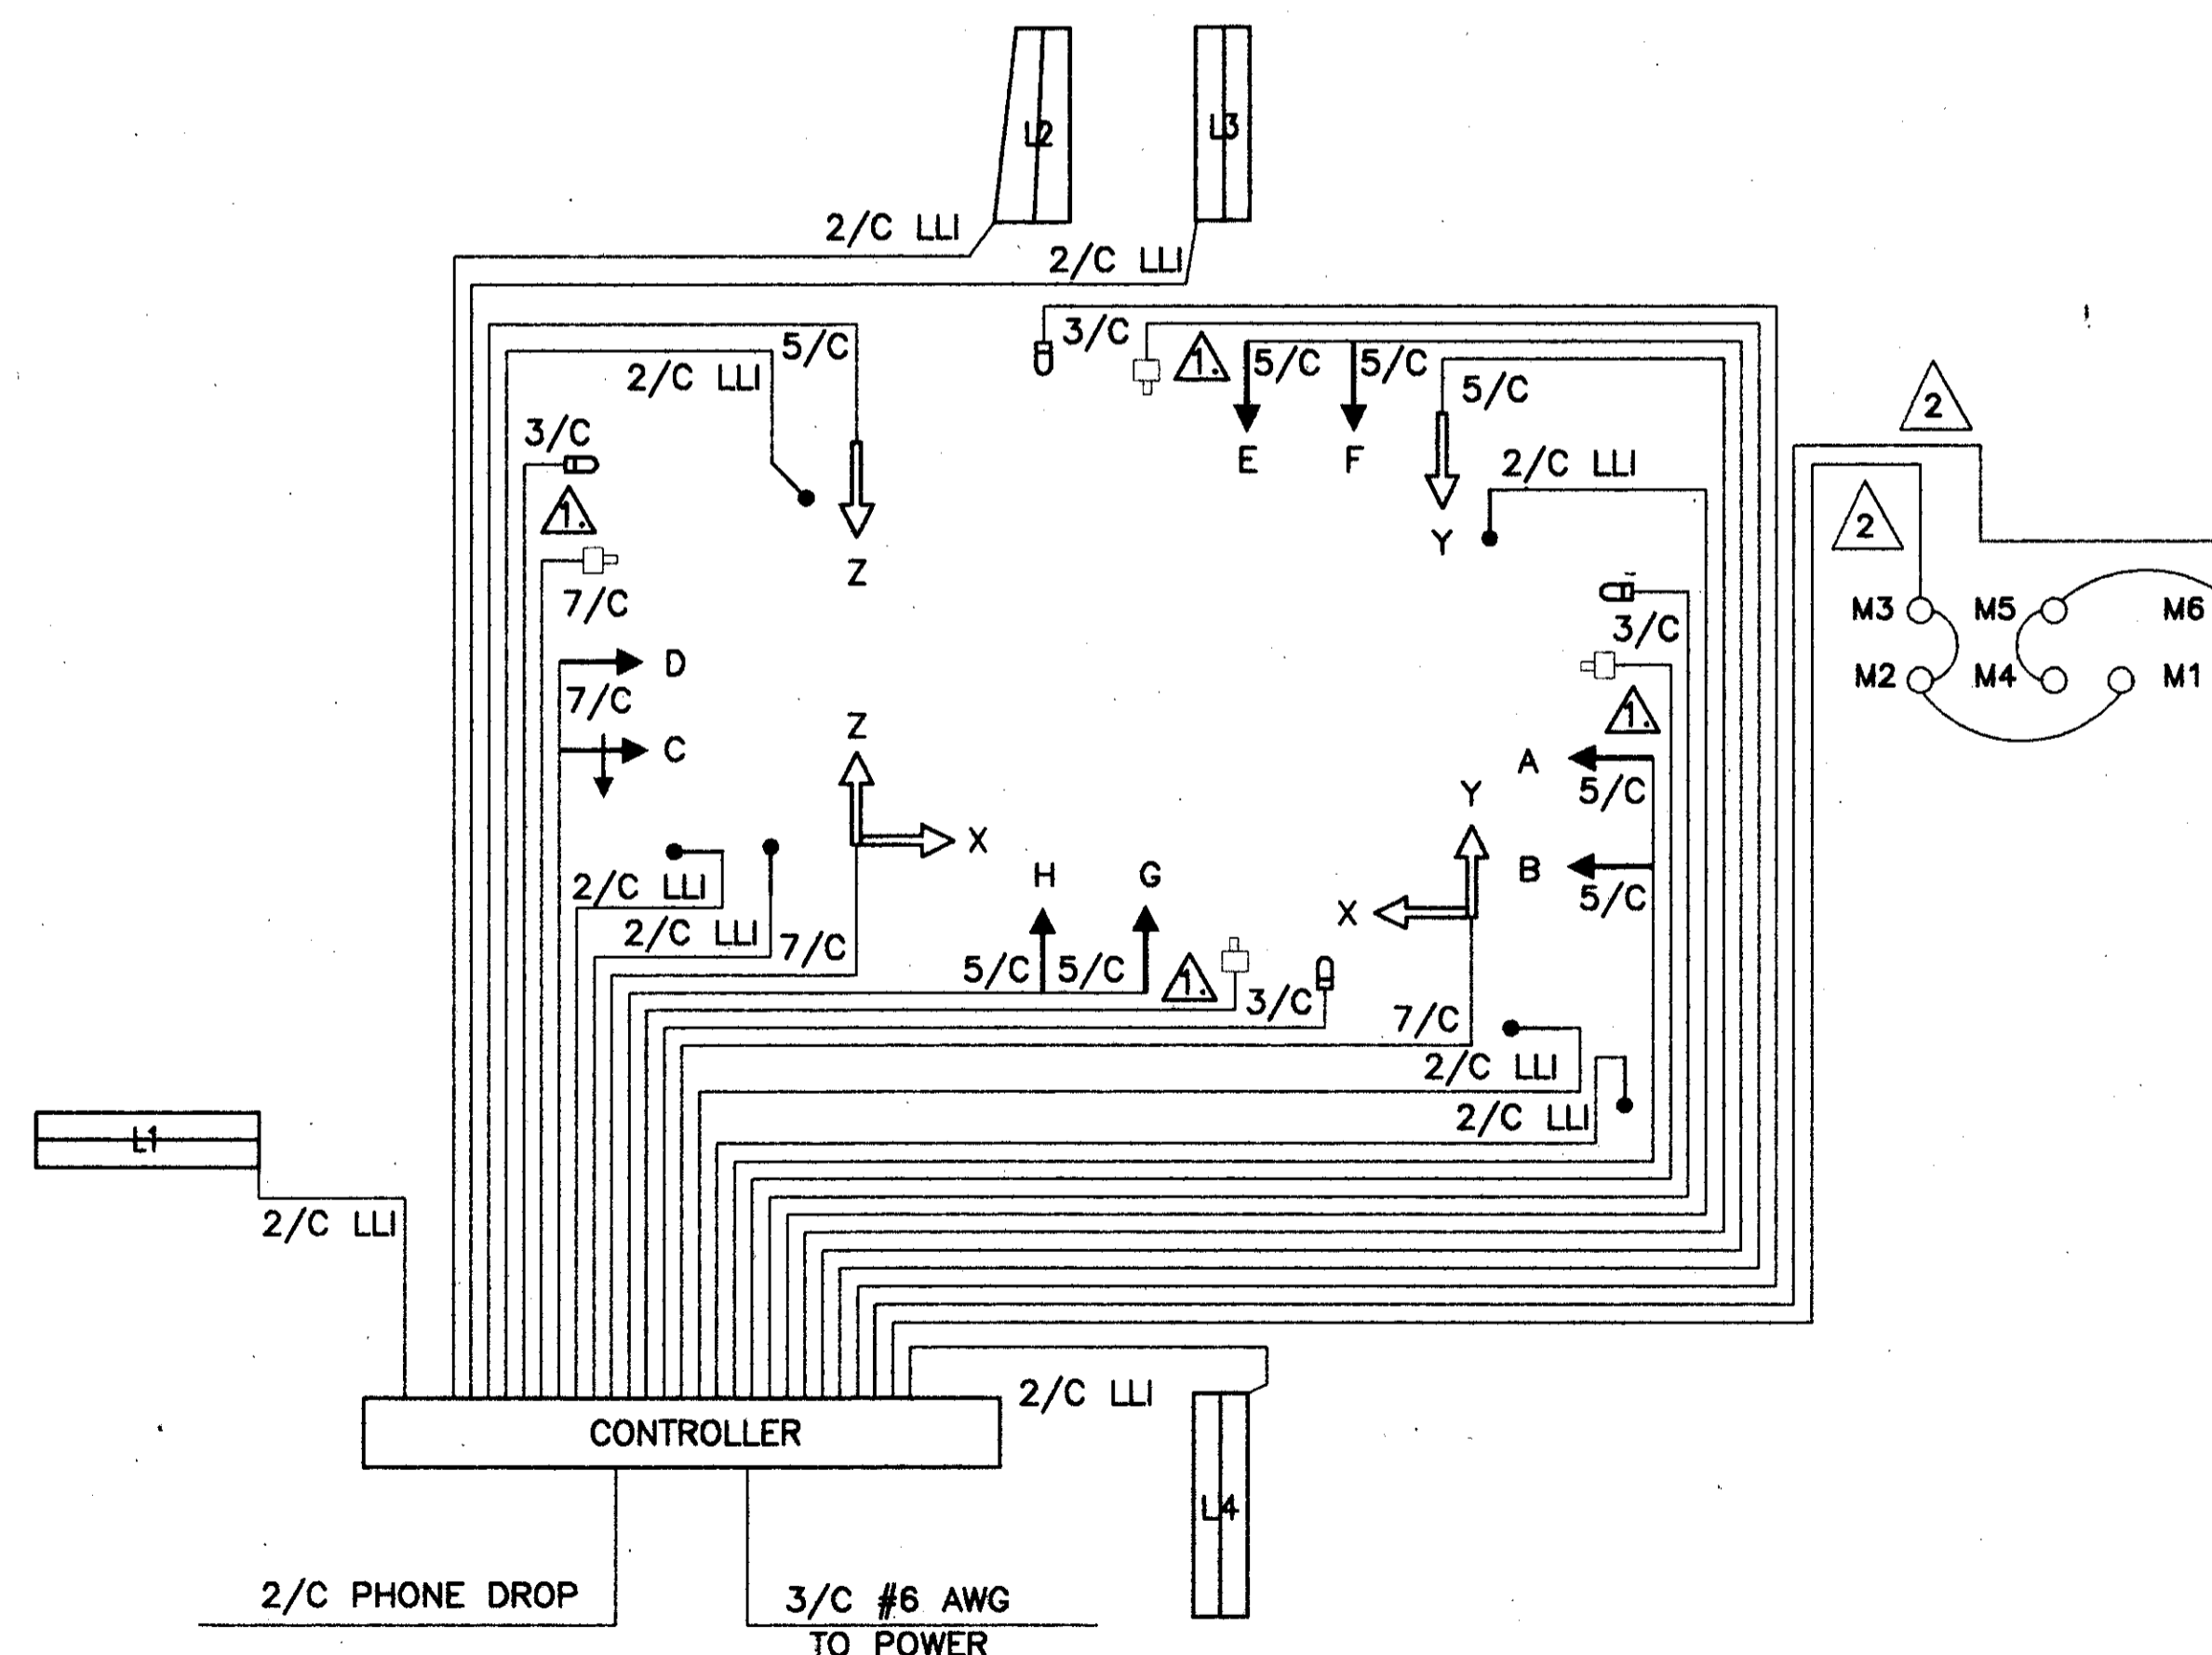 L2
L3
2/C LLI
2/C LLI
5/C
3/C
1.
5/C
5/C
2/C LLI
5/C
2
3/C
E
F
2/C LLI
1.
2
Y
Z
7/C
M3
M5
M6
3/C
D
M2
M4
M1
7/C
1.
Z
C
A
Y
5/C
X
B
H
G
2/C LLI
5/C
X
2/C LLI
7/C
5/C
5/C
1.
3/C
7/C
2/C LLI
2/C LLI
L1
2/C LLI
2/C LLI
CONTROLLER
L4
2/C PHONE DROP
3/C #6 AWG
TO POWER